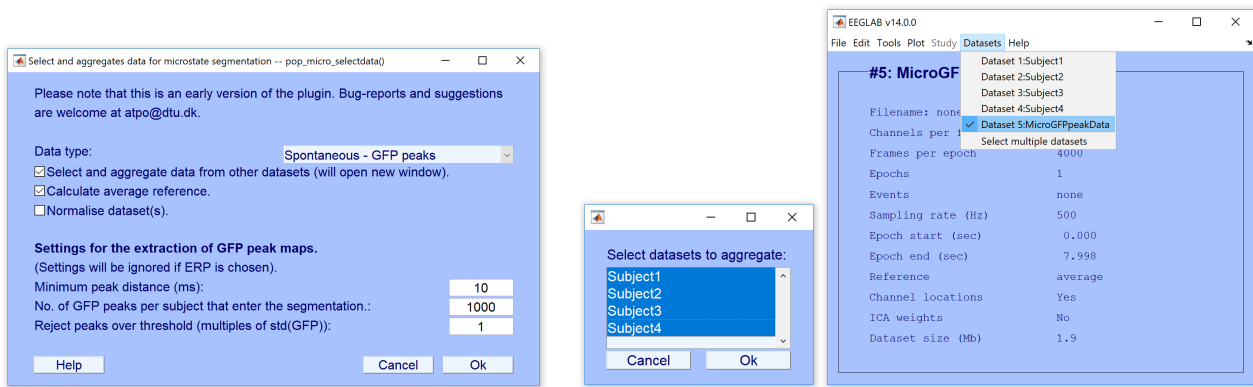 Select and aggregates data for microstate segmentation -- pop_micro_selectdata()
Please note that this is an early version of the plugin. Bug-reports and suggestions
are welcome at atpo@dtu.dk.
Data type:
Spontaneous - GFP peaks
Select and aggregate data from other datasets (will open new window).
Calculate average reference.
Normalise dataset(s).
Settings for the extraction of GFP peak maps.
(Settings will be ignored if ERP is chosen).
Minimum peak distance (ms): 10
No. of GFP peaks per subject that enter the segmentation.: 1000
Reject peaks over threshold (multiples of std(GFP)): 1
Help Cancel Ok
Select datasets to aggregate:
Subject1
Subject2
Subject3
Subject4
Cancel Ok
EEGLAB v14.0.0
File Edit Tools Plot Study Datasets Help
Dataset 1:Subject1
Dataset 2:Subject2
Dataset 3:Subject3
Dataset 4:Subject4
Dataset 5:MicroGFPpeakData
Select multiple datasets
#5: MicroGF
Filename: none
Channels per f
Frames per epoch 4000
Epochs 1
Events none
Sampling rate (Hz) 500
Epoch start (sec) 0.000
Epoch end (sec) 7.998
Reference average
Channel locations Yes
ICA weights No
Dataset size (Mb) 1.9